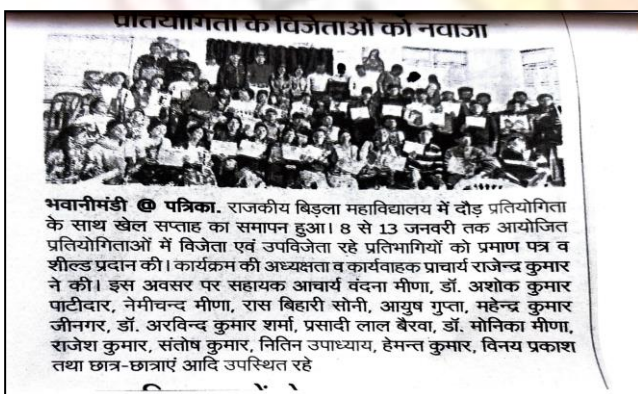 प्रतियोगिता के विजेताओं को नवाजा
भवानीमंडी @ पत्रिका. राजकीय बिड़ला महाविद्यालय में दौड़ प्रतियोगिता
के साथ खेल सप्ताह का समापन हुआ। 8 से 13 जनवरी तक आयोजित
प्रतियोगिताओं में विजेता एवं उपविजेता रहे प्रतिभागियों को प्रमाण पत्र व
शील्ड प्रदान की। कार्यक्रम की अध्यक्षता व कार्यवाहक प्राचार्य राजेन्द्र कुमार
ने की। इस अवसर पर सहायक आचार्य वंदना मीणा, डॉ. अशोक कुमार
पाटीदार, नेमीचन्द मीणा, रास बिहारी सोनी, आयुष गुप्ता, महेन्द्र कुमार
जीनगर, डॉ. अरविन्द कुमार शर्मा, प्रसादी लाल बैरवा, डॉ. मोनिका मीणा,
राजेश कुमार, संतोष कुमार, नितिन उपाध्याय, हेमन्त कुमार, विनय प्रकाश
तथा छात्र-छात्राएं आदि उपस्थित रहे